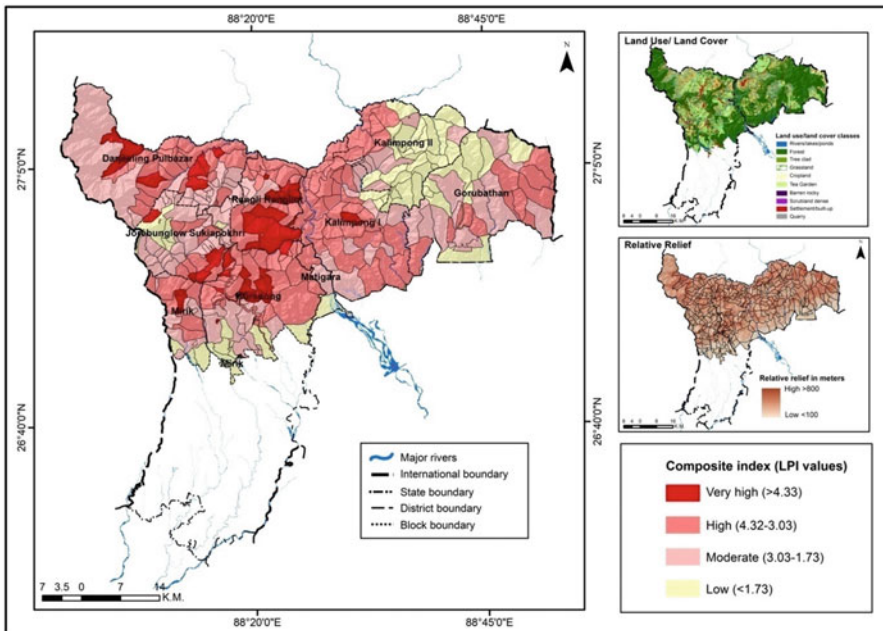 88°20'0"E
88°45'0"E
N
27°5'0"N
27°5'0"N
Darjeeling Pulbazar
Kalimpong II
Rangli Rangliot
Gorubathan
Kalimpong I
Jorebunglow Sukiapokhri
Matigara
Kurseong
Mirik
Mirik
26°40'0"N
26°40'0"N
Major rivers
International boundary
State boundary
District boundary
Block boundary
7 3.5 0 7 14
K.M.
88°20'0"E
88°45'0"E
Land Use/ Land Cover
N
Land use/land cover classes
Rivers/lakes/ponds
Forest
Tree clad
Grassland
Cropland
Tea Garden
Barren rocky
Scrubland dense
Settlement/built-up
Quarry
Relative Relief
N
Relative relief in meters
High >800
Low <100
Composite index (LPI values)
Very high (>4.33)
High (4.32-3.03)
Moderate (3.03-1.73)
Low (<1.73)